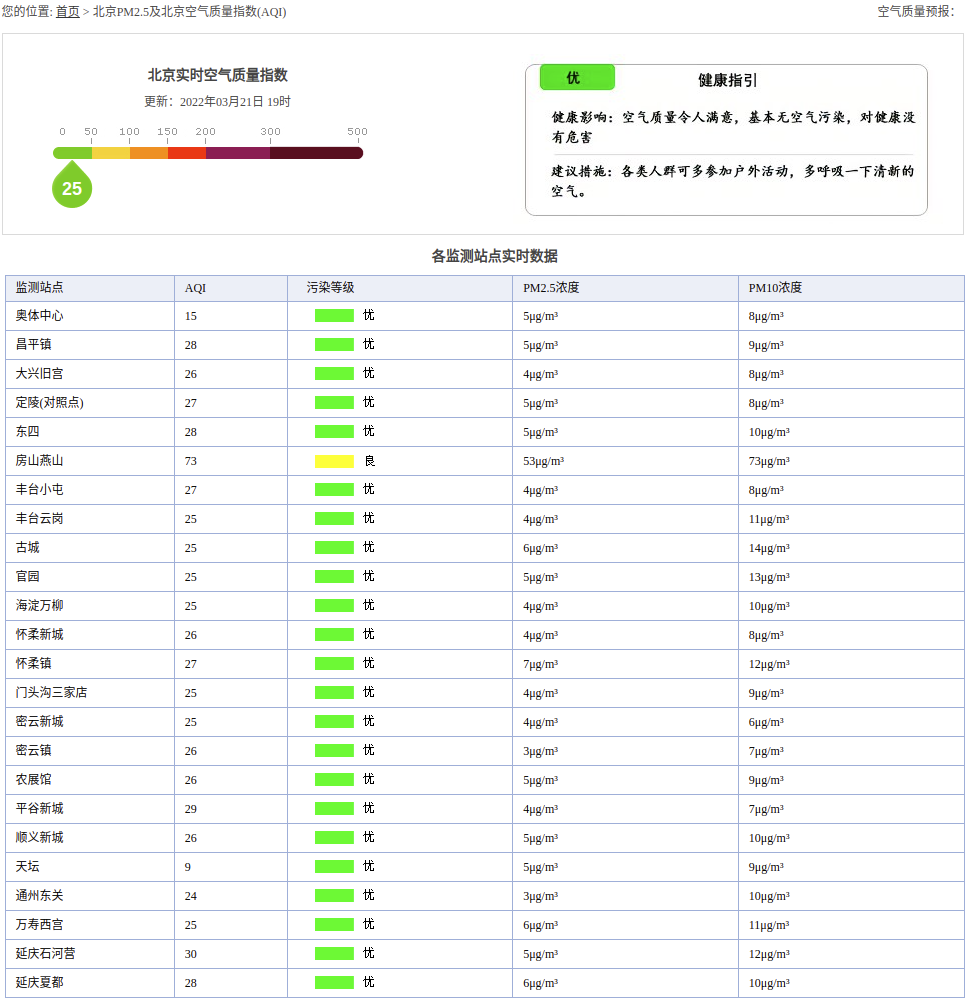 您的位置: 首页 > 北京PM2.5及北京空气质量指数(AQI) 空气质量预报：
北京实时空气质量指数
更新：2022年03月21日 19时
0 50 100 150 200 300 500
25
优 健康指引
健康影响：空气质量令人满意，基本无空气污染，对健康没
有危害
建议措施：各类人群可多参加户外活动，多呼吸一下清新的
空气。
各监测站点实时数据
监测站点 AQI 污染等级 PM2.5浓度 PM10浓度
奥体中心 15 优 5μg/m³ 8μg/m³
昌平镇 28 优 5μg/m³ 9μg/m³
大兴旧宫 26 优 4μg/m³ 8μg/m³
定陵(对照点) 27 优 5μg/m³ 8μg/m³
东四 28 优 5μg/m³ 10μg/m³
房山燕山 73 良 53μg/m³ 73μg/m³
丰台小屯 27 优 4μg/m³ 8μg/m³
丰台云岗 25 优 4μg/m³ 11μg/m³
古城 25 优 6μg/m³ 14μg/m³
官园 25 优 5μg/m³ 13μg/m³
海淀万柳 25 优 4μg/m³ 10μg/m³
怀柔新城 26 优 4μg/m³ 8μg/m³
怀柔镇 27 优 7μg/m³ 12μg/m³
门头沟三家店 25 优 4μg/m³ 9μg/m³
密云新城 25 优 4μg/m³ 6μg/m³
密云镇 26 优 3μg/m³ 7μg/m³
农展馆 26 优 5μg/m³ 9μg/m³
平谷新城 29 优 4μg/m³ 7μg/m³
顺义新城 26 优 5μg/m³ 10μg/m³
天坛 9 优 5μg/m³ 9μg/m³
通州东关 24 优 3μg/m³ 10μg/m³
万寿西宫 25 优 6μg/m³ 11μg/m³
延庆石河营 30 优 5μg/m³ 12μg/m³
延庆夏都 28 优 6μg/m³ 10μg/m³